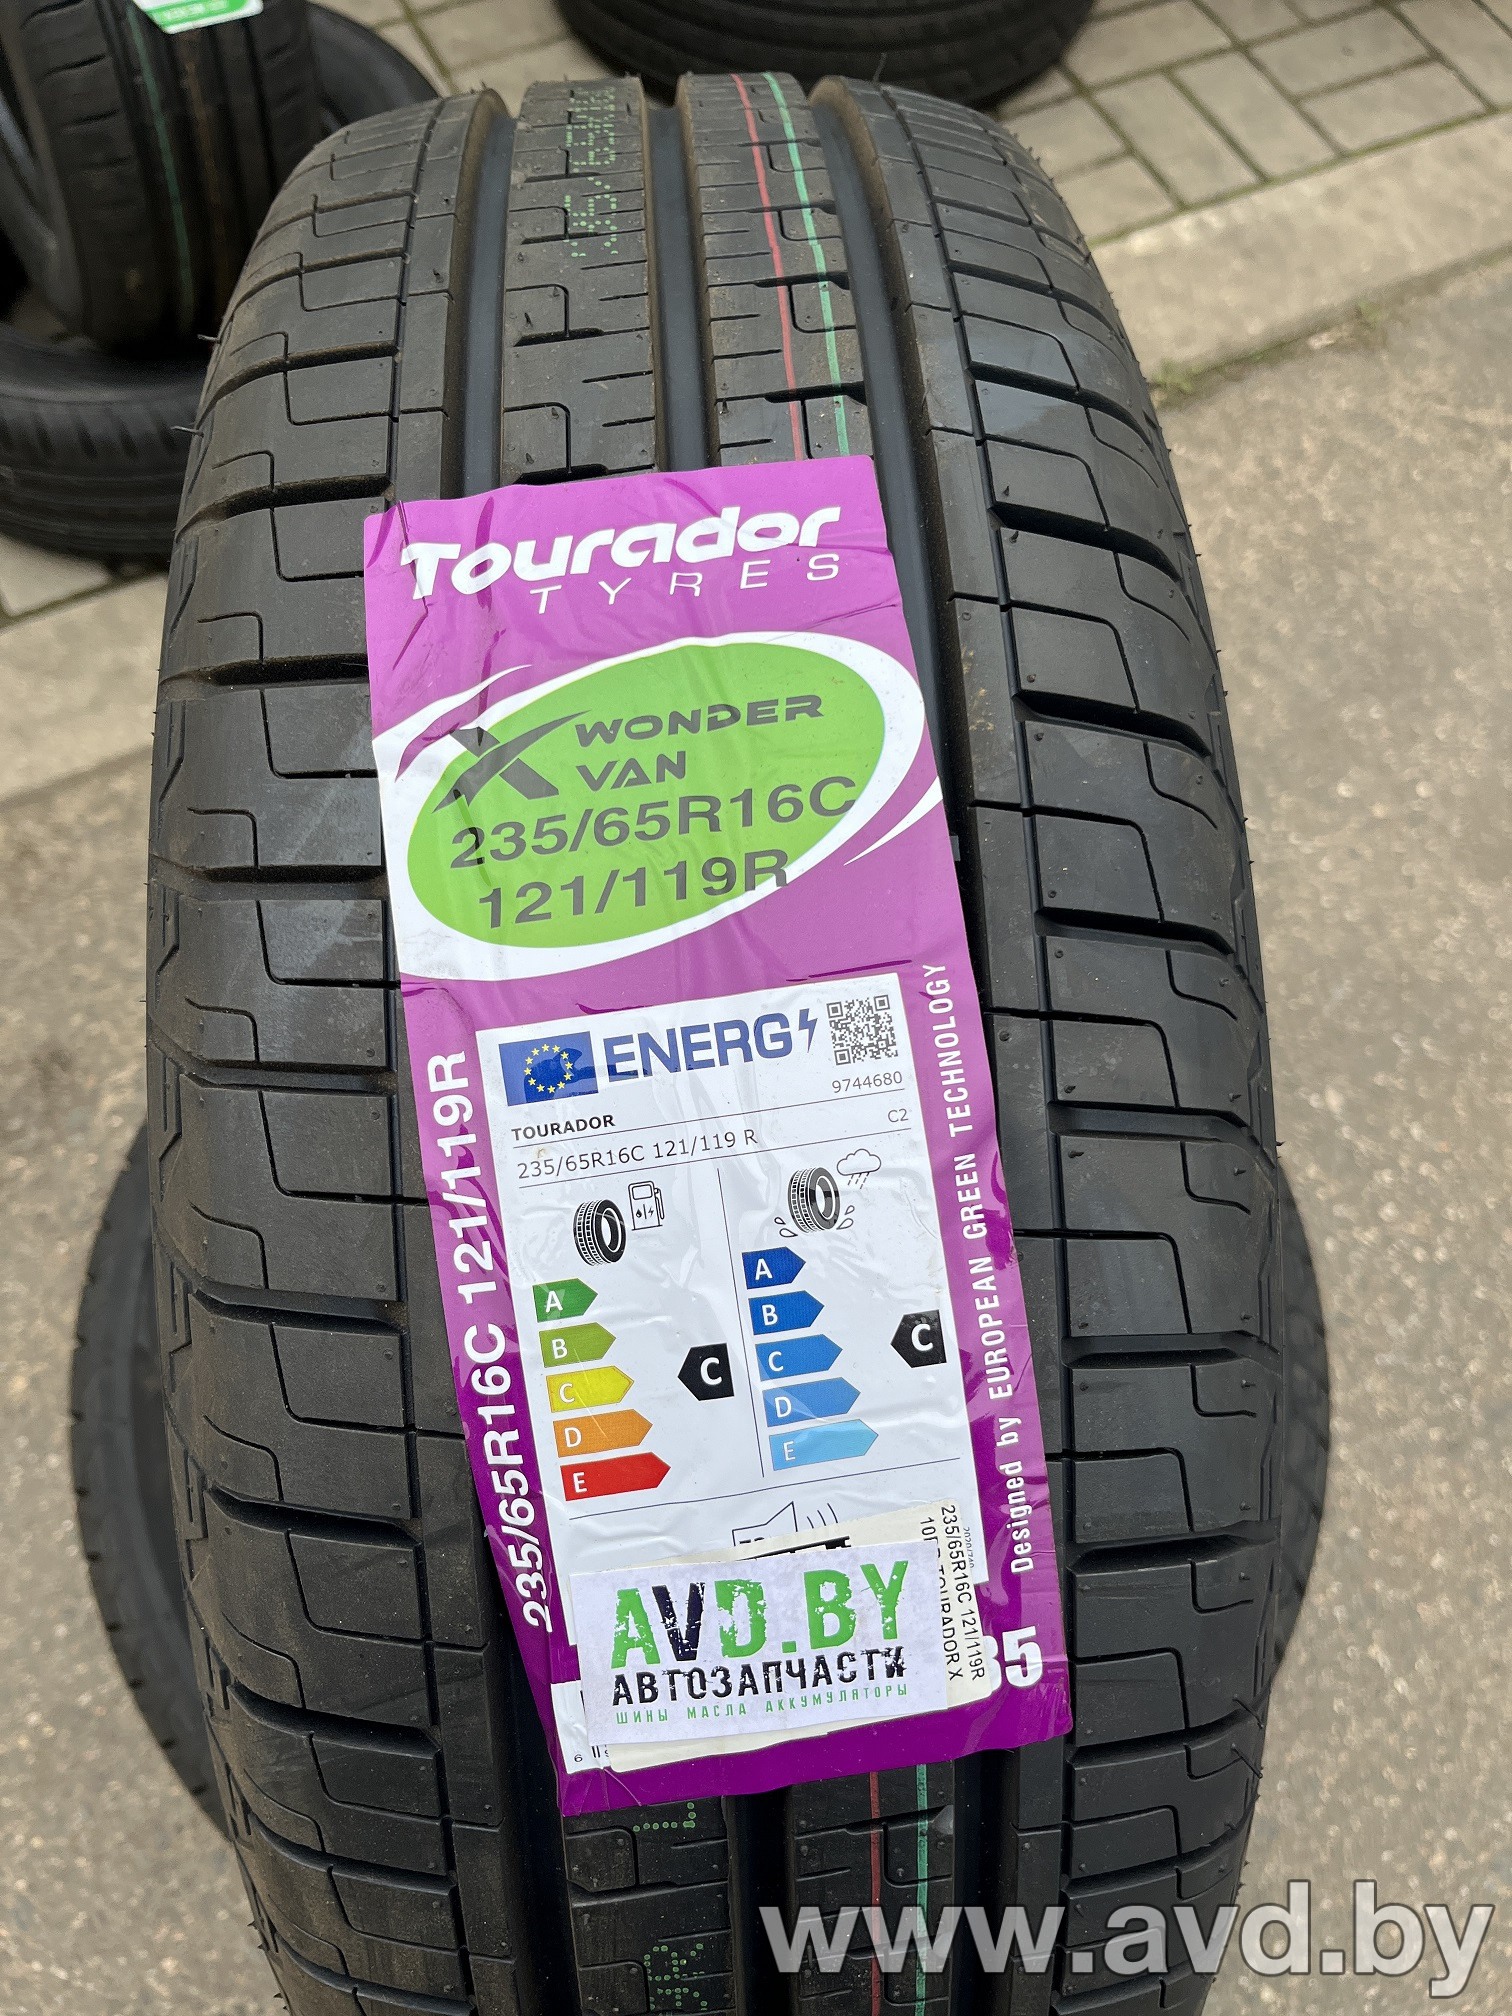 Tourador
TYRES
X WONDER
VAN
235/65R16C
121/119R
ENERG
9744680
TOURADOR
C2
235/65R16C 121/119 R
A
B
C
D
E
C
A
B
C
D
E
C
235/65R16C 121/119R
Designed by EUROPEAN GREEN TECHNOLOGY
235/65R16C 121/119R
TOURADOR X
AVD.BY
АВТОЗАПЧАСТИ
ШИНЫ МАСЛА АККУМУЛЯТОРЫ
www.avd.by